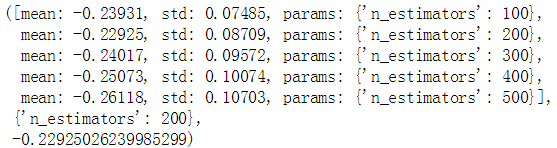 ([mean: -0.23931, std: 0.07485, params: {'n_estimators': 100},
mean: -0.22925, std: 0.08709, params: {'n_estimators': 200},
mean: -0.24017, std: 0.09572, params: {'n_estimators': 300},
mean: -0.25073, std: 0.10074, params: {'n_estimators': 400},
mean: -0.26118, std: 0.10703, params: {'n_estimators': 500}],
{'n_estimators': 200},
-0.22925026239985299)